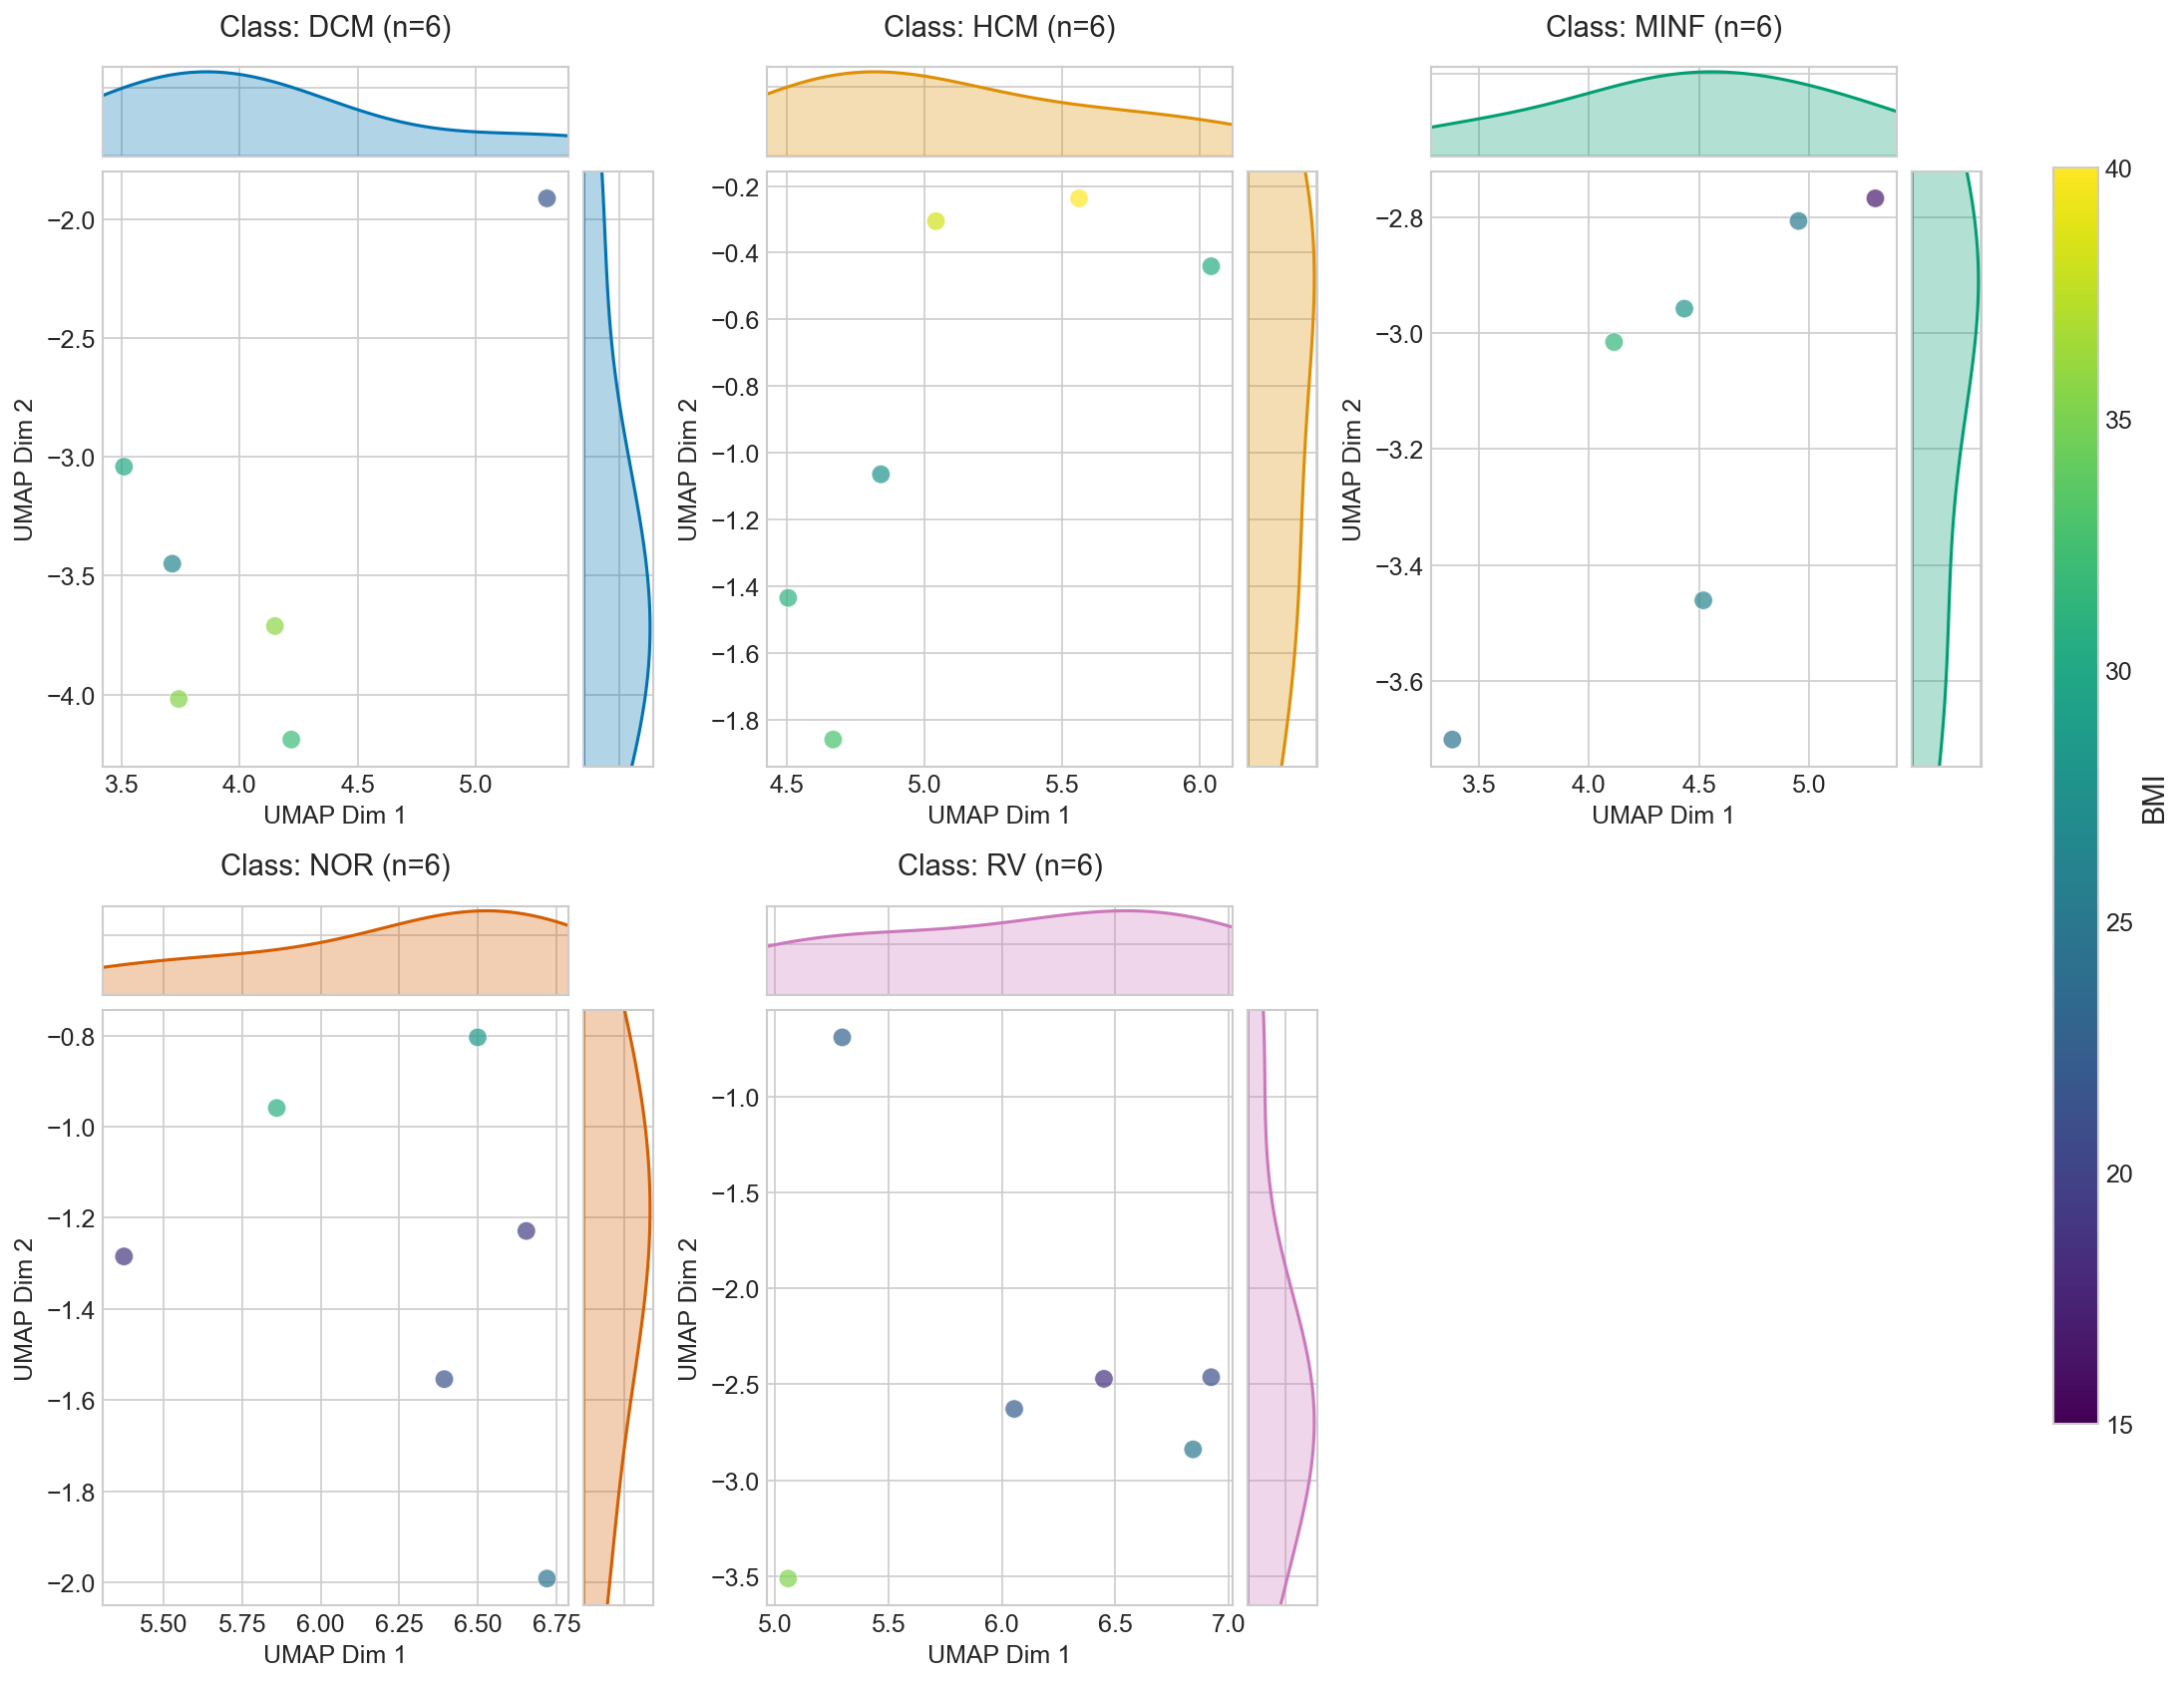 Class: DCM (n=6)
Class: HCM (n=6)
Class: MINF (n=6)
−2.0
−2.5
−3.0
−3.5
−4.0
UMAP Dim 2
3.5 4.0 4.5 5.0
UMAP Dim 1
−0.2
−0.4
−0.6
−0.8
−1.0
−1.2
−1.4
−1.6
−1.8
UMAP Dim 2
4.5 5.0 5.5 6.0
UMAP Dim 1
−2.8
−3.0
−3.2
−3.4
−3.6
UMAP Dim 2
3.5 4.0 4.5 5.0
UMAP Dim 1
Class: NOR (n=6)
Class: RV (n=6)
−0.8
−1.0
−1.2
−1.4
−1.6
−1.8
−2.0
UMAP Dim 2
5.50 5.75 6.00 6.25 6.50 6.75
UMAP Dim 1
−1.0
−1.5
−2.0
−2.5
−3.0
−3.5
UMAP Dim 2
5.0 5.5 6.0 6.5 7.0
UMAP Dim 1
40
35
30
25
20
15
BMI